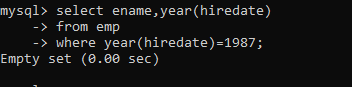 mysql> select ename,year(hiredate)
    -> from emp
    -> where year(hiredate)=1987;
Empty set (0.00 sec)